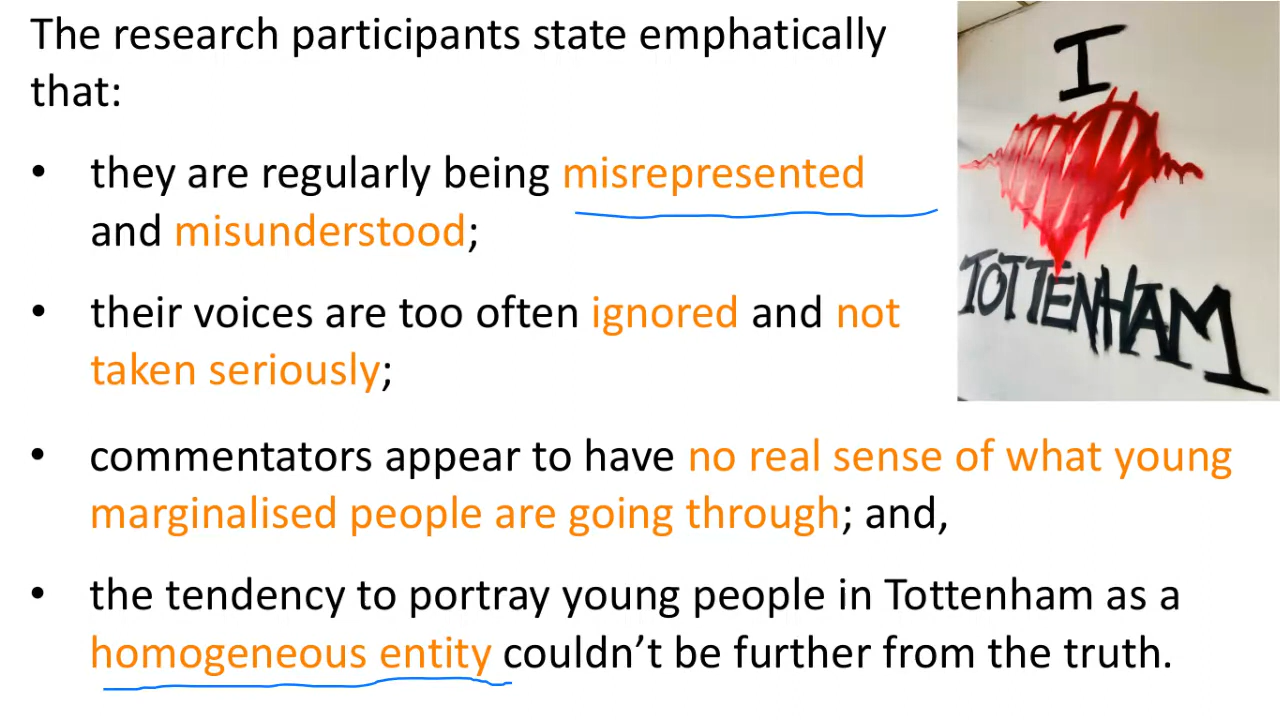 The research participants state emphatically
that:
• they are regularly being misrepresented
and misunderstood;
• their voices are too often ignored and not
taken seriously;
• commentators appear to have no real sense of what young
marginalised people are going through; and,
• the tendency to portray young people in Tottenham as a
homogeneous entity couldn’t be further from the truth.
I
TOTTENHAM